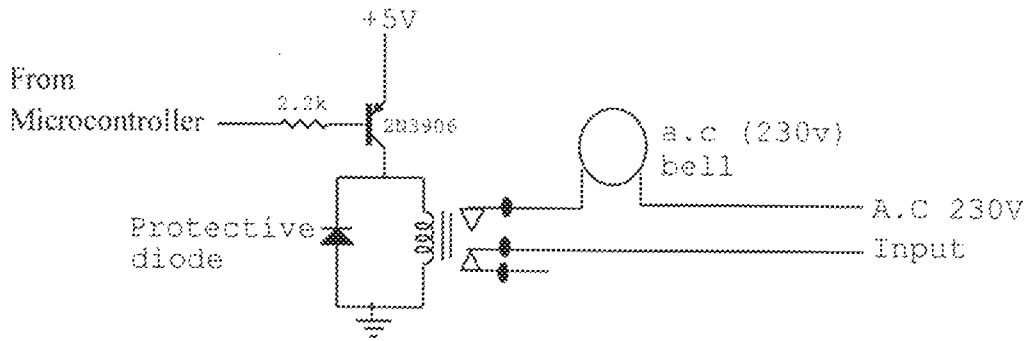 +5V
From
Microcontroller
2.2k
2N3906
a.c (230v)
bell
Protective
diode
A.C 230V
Input